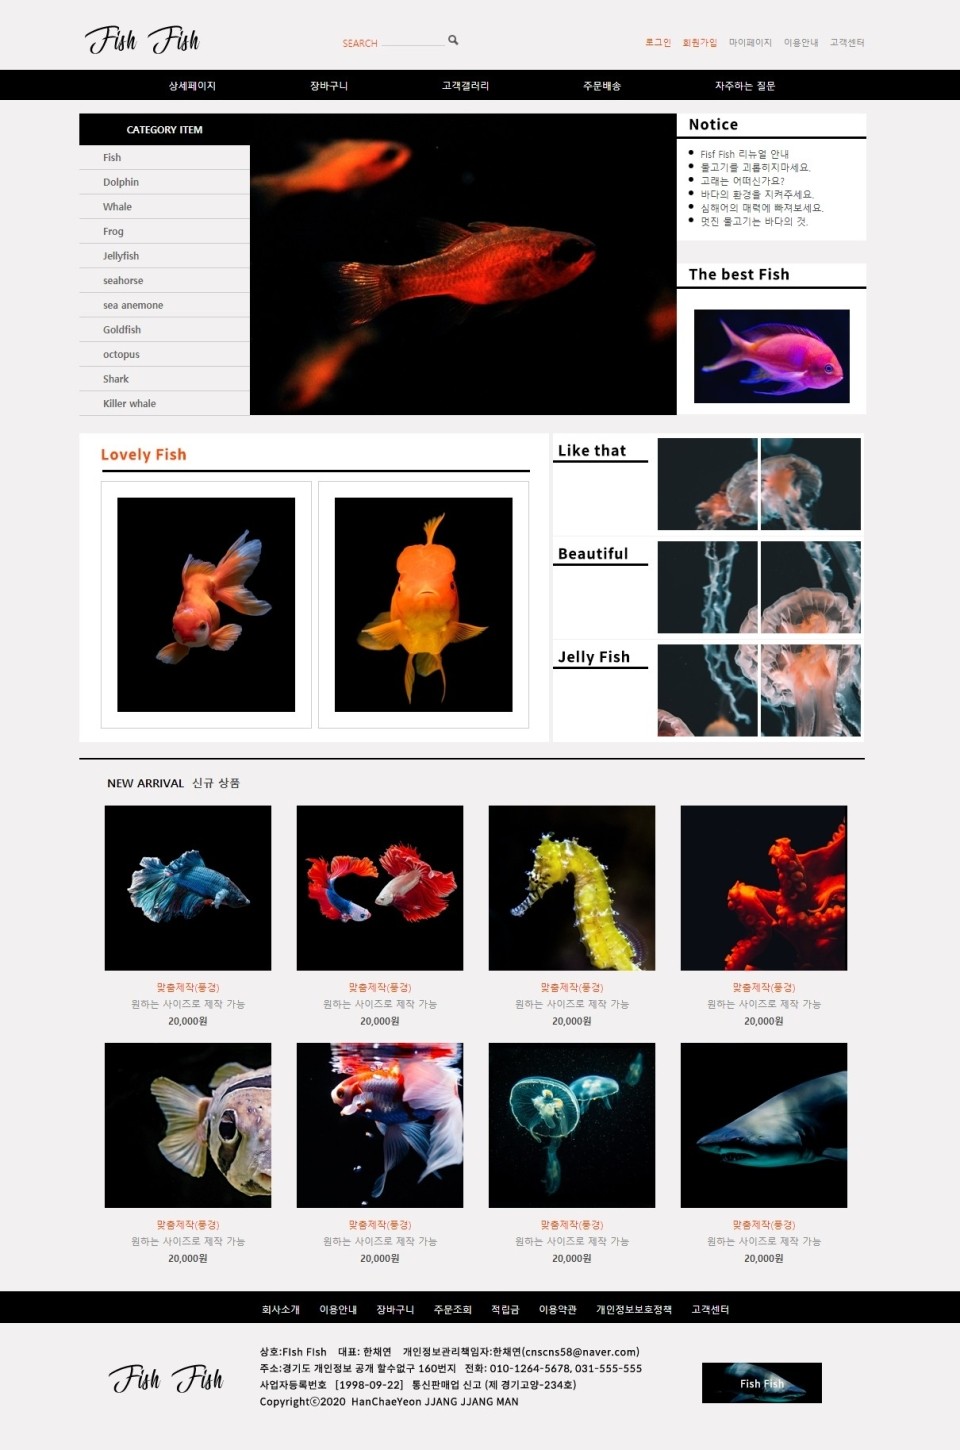 Fish Fish
SEARCH
로그인 회원가입 마이페이지 이용안내 고객센터
상세페이지 장바구니 고객갤러리 주문배송 자주하는 질문
CATEGORY ITEM
Fish
Dolphin
Whale
Frog
Jellyfish
seahorse
sea anemone
Goldfish
octopus
Shark
Killer whale
Notice
Fisf Fish 리뉴얼 안내
물고기를 괴롭히지마세요.
고래는 어떠신가요?
바다의 환경을 지켜주세요.
심해어의 매력에 빠져보세요.
멋진 물고기는 바다의 것.
The best Fish
Lovely Fish
Like that
Beautiful
Jelly Fish
NEW ARRIVAL 신규 상품
맞춤제작(풍경) 맞춤제작(풍경) 맞춤제작(풍경) 맞춤제작(풍경)
원하는 사이즈로 제작 가능 원하는 사이즈로 제작 가능 원하는 사이즈로 제작 가능 원하는 사이즈로 제작 가능
20,000원 20,000원 20,000원 20,000원
맞춤제작(풍경) 맞춤제작(풍경) 맞춤제작(풍경) 맞춤제작(풍경)
원하는 사이즈로 제작 가능 원하는 사이즈로 제작 가능 원하는 사이즈로 제작 가능 원하는 사이즈로 제작 가능
20,000원 20,000원 20,000원 20,000원
회사소개 이용안내 장바구니 주문조회 적립금 이용약관 개인정보보호정책 고객센터
Fish Fish
상호:FIsh FIsh 대표: 한채연 개인정보관리책임자:한채연(cnscns58@naver.com)
주소:경기도 개인정보 공개 할수없구 160번지 전화: 010-1264-5678, 031-555-555
사업자등록번호 [1998-09-22] 통신판매업 신고 (제 경기고양-234호)
Copyrightⓒ2020 HanChaeYeon JJANG JJANG MAN
Fish Fish